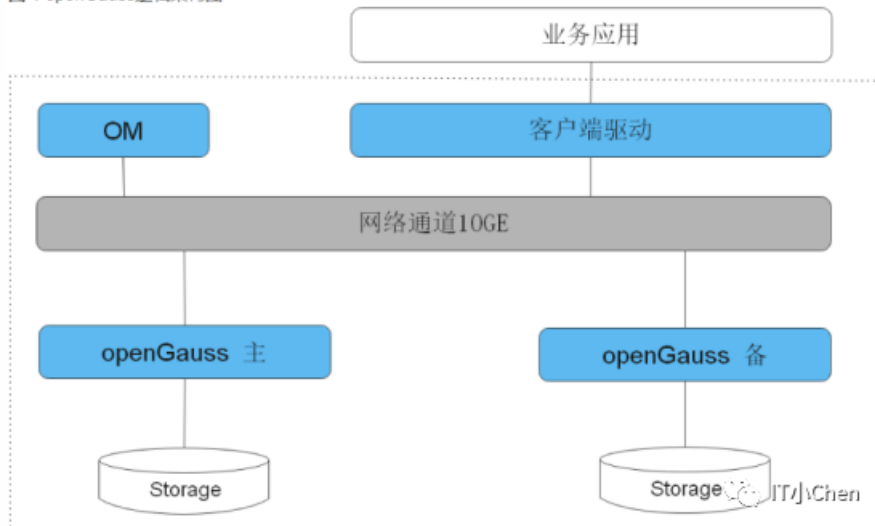 业务应用
OM
客户端驱动
网络通道10GE
openGauss 主
openGauss 备
Storage
Storage
IT小Chen